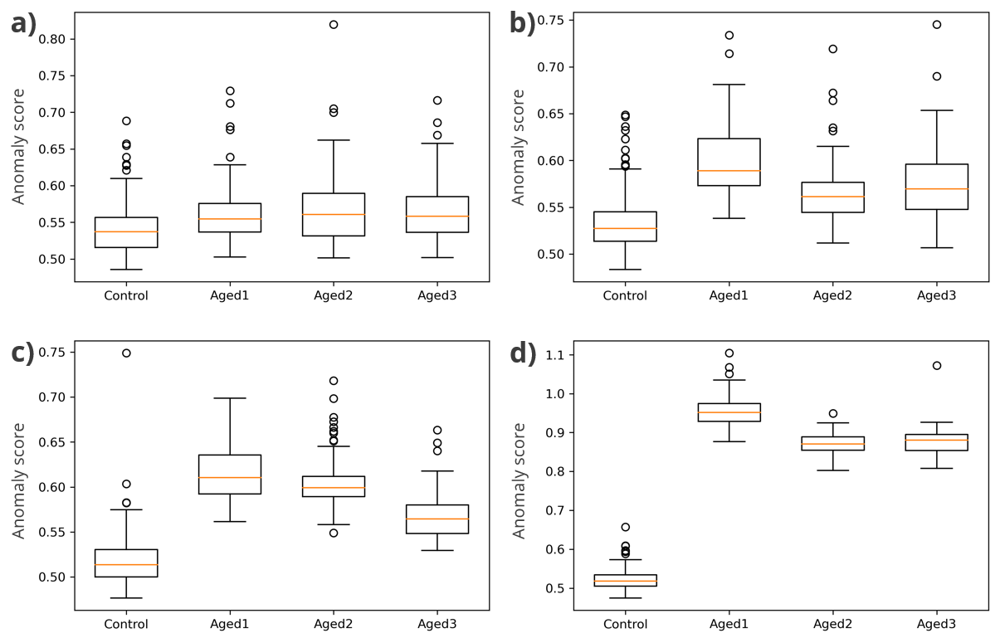 a)
Anomaly score
0.80
0.75
0.70
0.65
0.60
0.55
0.50
Control Aged1 Aged2 Aged3
b)
Anomaly score
0.75
0.70
0.65
0.60
0.55
0.50
Control Aged1 Aged2 Aged3
c)
Anomaly score
0.75
0.70
0.65
0.60
0.55
0.50
Control Aged1 Aged2 Aged3
d)
Anomaly score
1.1
1.0
0.9
0.8
0.7
0.6
0.5
Control Aged1 Aged2 Aged3